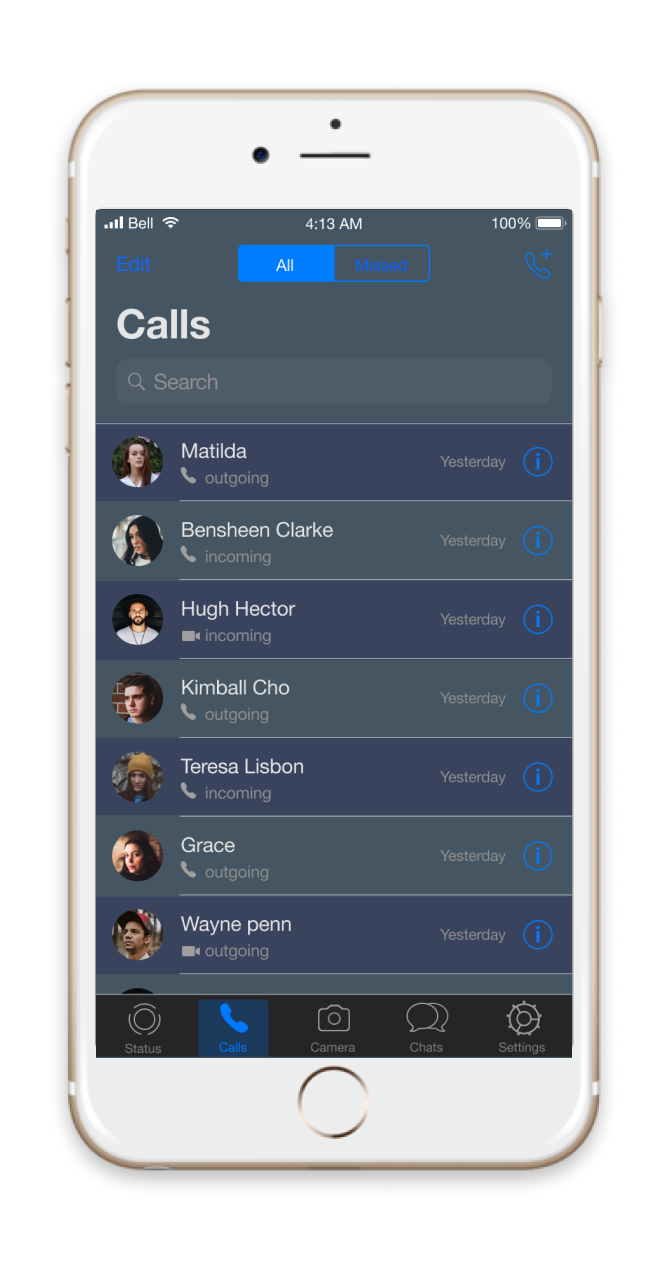 Bell 4:13 AM 100%
Edit All Missed
Calls
Search
Matilda
outgoing
Yesterday
Bensheen Clarke
incoming
Yesterday
Hugh Hector
incoming
Yesterday
Kimball Cho
outgoing
Yesterday
Teresa Lisbon
incoming
Yesterday
Grace
outgoing
Yesterday
Wayne penn
outgoing
Yesterday
Status Calls Camera Chats Settings